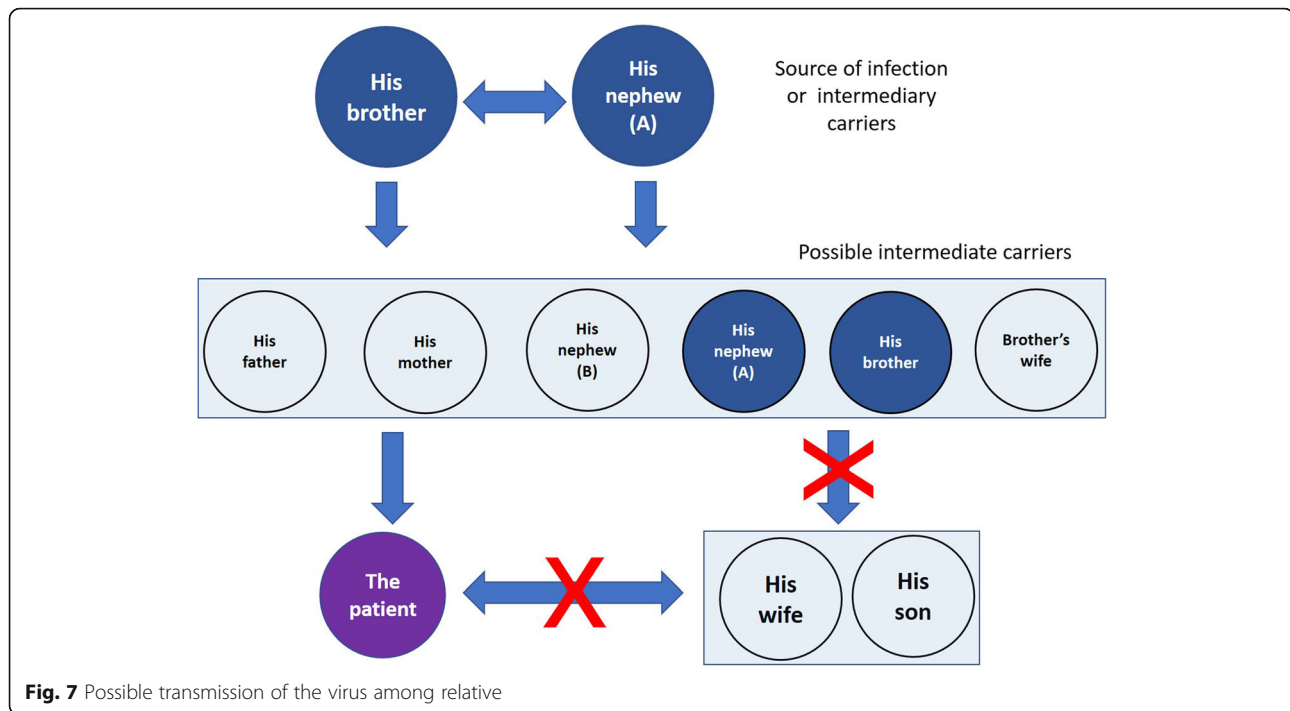 His
brother
His
nephew
(A)
Source of infection
or intermediary
carriers
Possible intermediate carriers
His
father
His
mother
His
nephew
(B)
His
nephew
(A)
His
brother
Brother's
wife
The
patient
His
wife
His
son
Fig. 7 Possible transmission of the virus among relative